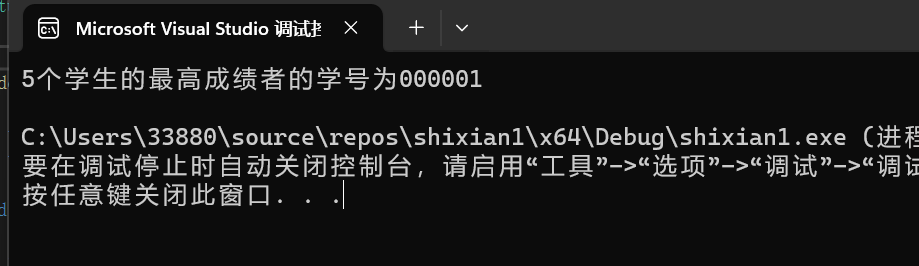 Microsoft Visual Studio 调试控
5个学生的最高成绩者的学号为000001
C:\Users\33880\source\repos\shixian1\x64\Debug\shixian1.exe (进程
要在调试停止时自动关闭控制台，请启用“工具”->“选项”->“调试”->“调试
按任意键关闭此窗口. . .